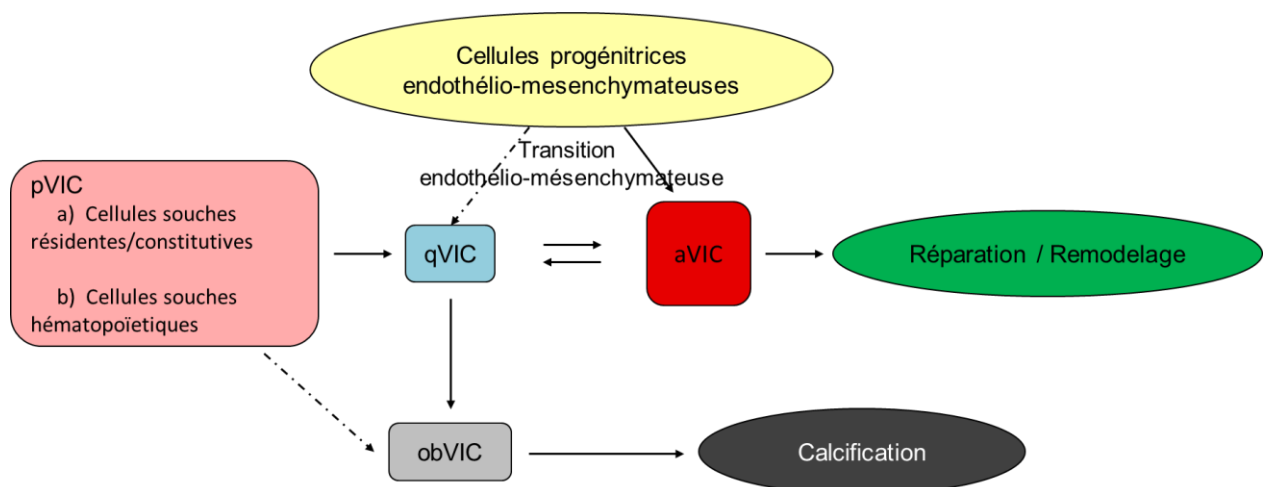 Cellules progénitrices
endothélio-mesenchymateuses
Transition
endothélio-mésenchymateuse
pVIC
a) Cellules souches
résidentes/constitutives
b) Cellules souches
hématopoïetiques
qVIC
aVIC
Réparation / Remodelage
obVIC
Calcification